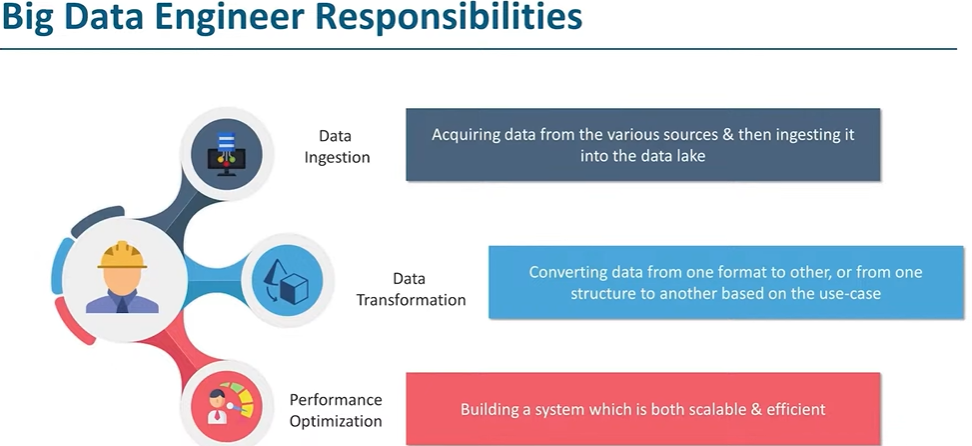 Big Data Engineer Responsibilities
Data
Ingestion
Acquiring data from the various sources & then ingesting it
into the data lake
Data
Transformation
Converting data from one format to other, or from one
structure to another based on the use-case
Performance
Optimization
Building a system which is both scalable & efficient